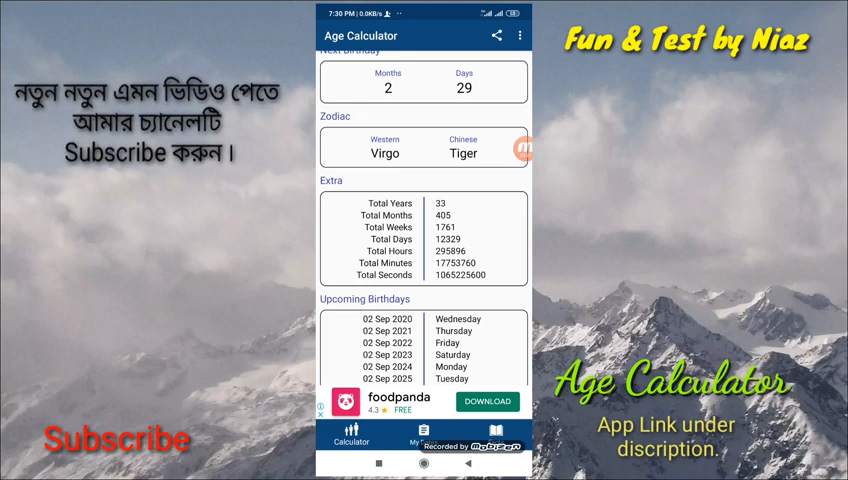 নতুন নতুন এমন ভিডিও পেতে
আমার চ্যানেলটি
Subscribe করুন।
Subscribe
7:30 PM | 0.0KB/s
Age Calculator
Next Birthday
Months Days
2 29
Zodiac
Western Chinese
Virgo Tiger
Extra
Total Years 33
Total Months 405
Total Weeks 1761
Total Days 12329
Total Hours 295896
Total Minutes 17753760
Total Seconds 1065225600
Upcoming Birthdays
02 Sep 2020 Wednesday
02 Sep 2021 Thursday
02 Sep 2022 Friday
02 Sep 2023 Saturday
02 Sep 2024 Monday
02 Sep 2025 Tuesday
foodpanda
4.3 ★ FREE
DOWNLOAD
Calculator
Recorded by MOBIZEN
Fun & Test by Niaz
Age Calculator
App Link under
discription.